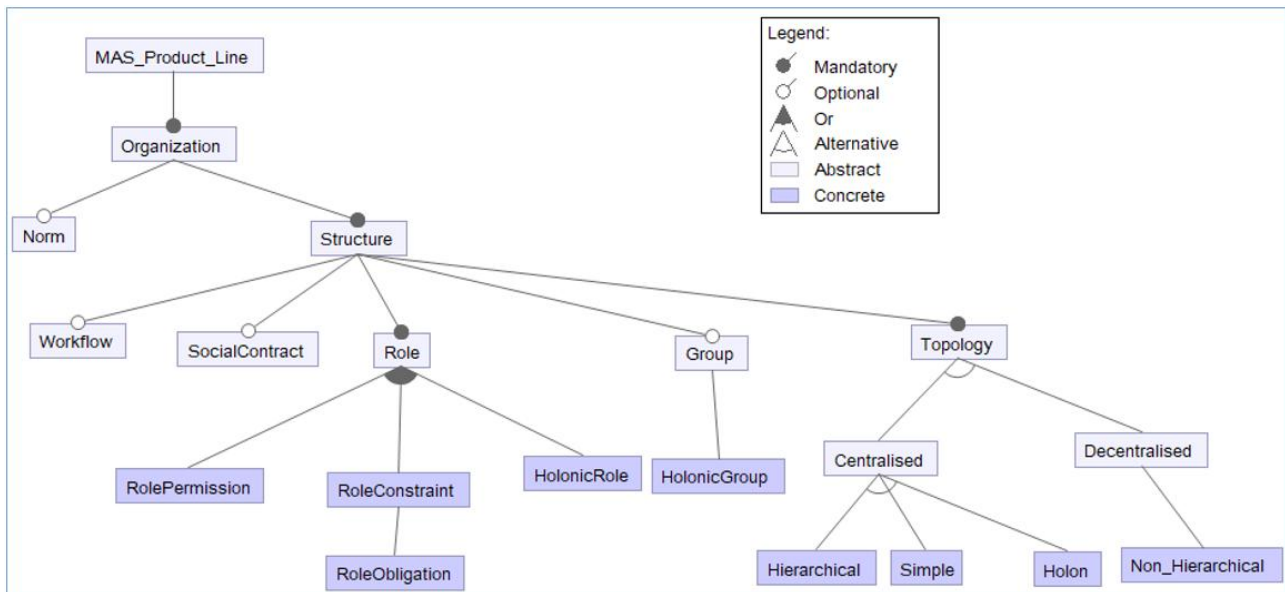 MAS_Product_Line
Legend:
Mandatory
Optional
Or
Alternative
Abstract
Concrete
Organization
Norm
Structure
Workflow
SocialContract
Role
Group
Topology
Centralised
Decentralised
RolePermission
RoleConstraint
HolonicRole
HolonicGroup
RoleObligation
Hierarchical
Simple
Holon
Non_Hierarchical